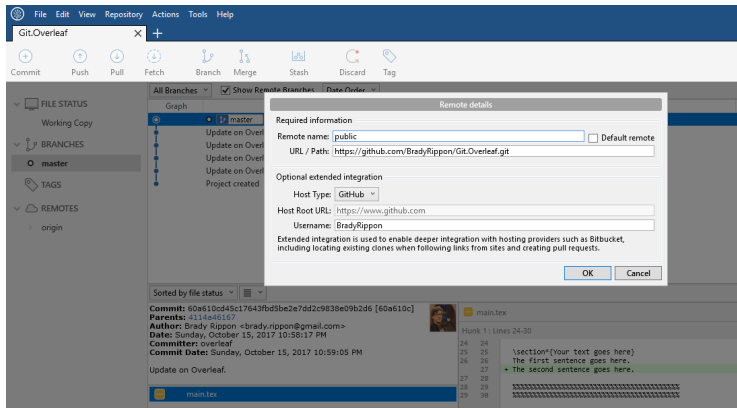 File Edit View Repository Actions Tools Help
Git.Overleaf
Commit Push Pull Fetch Branch Merge Stash Discard Tag
All Branches Show Remote Branches Date Order
FILE STATUS
Working Copy
BRANCHES
master
TAGS
REMOTES
origin
Graph
master
Update on Overl
Update on Overl
Update on Overl
Update on Overl
Project created
Remote details
Required information
Remote name: public Default remote
URL / Path: https://github.com/BradyRippon/Git.Overleaf.git
Optional extended integration
Host Type: GitHub
Host Root URL: https://www.github.com
Username: BradyRippon
Extended integration is used to enable deeper integration with hosting providers such as Bitbucket,
including locating existing clones when following links from sites and creating pull requests.
OK Cancel
Sorted by file status
Commit: 60a610cd45c17643fbd5be2e7dd2c9838e09b2d6 [60a610c]
Parents: 4114a46167
Author: Brady Rippon <brady.rippon@gmail.com>
Date: Sunday, October 15, 2017 10:58:17 PM
Committer: overleaf
Commit Date: Sunday, October 15, 2017 10:59:05 PM
Update on Overleaf.
main.tex
main.tex
Hunk 1 : Lines 24-30
24 24
25 25 \section*{Your text goes here}
26 26 The first sentence goes here.
27 + The second sentence goes here.
27 28
28 29
29 30